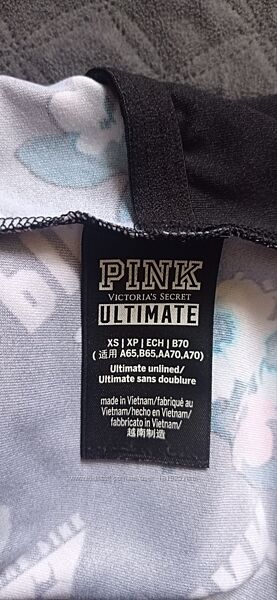 PINK
VICTORIA'S SECRET
ULTIMATE
XS | XP | ECH | B70
(适用 A65,B65,AA70,A70)
Ultimate unlined/
Ultimate sans doublure
made in Vietnam/fabriqué au
Vietnam/hecho en Vietnam/
fabbricato in Vietnam/
越南制造